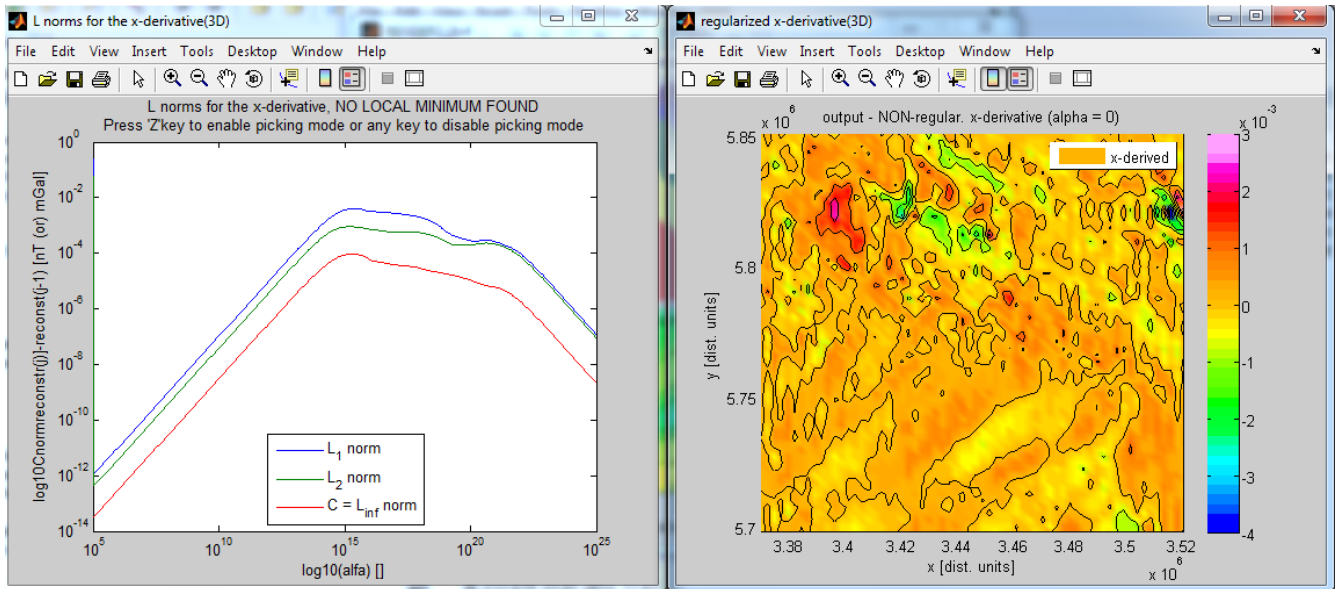 L norms for the x-derivative(3D)
File Edit View Insert Tools Desktop Window Help
L norms for the x-derivative, NO LOCAL MINIMUM FOUND
Press 'Z'key to enable picking mode or any key to disable picking mode
log10Cnormreconstr(j)]-reconst(j-1) [nT (or) mGal]
10^0
10^-2
10^-4
10^-6
10^-8
10^-10
10^-12
10^-14
L_1 norm
L_2 norm
C = L_inf norm
10^5 10^10 10^15 10^20 10^25
log10(alfa) []
regularized x-derivative(3D)
File Edit View Insert Tools Desktop Window Help
output - NON-regular. x-derivative (alpha = 0)
x 10^6
x 10^-3
x-derived
y [dist. units]
5.85
5.8
5.75
5.7
3
2
1
0
-1
-2
-3
-4
3.38 3.4 3.42 3.44 3.46 3.48 3.5 3.52
x [dist. units]
x 10^6